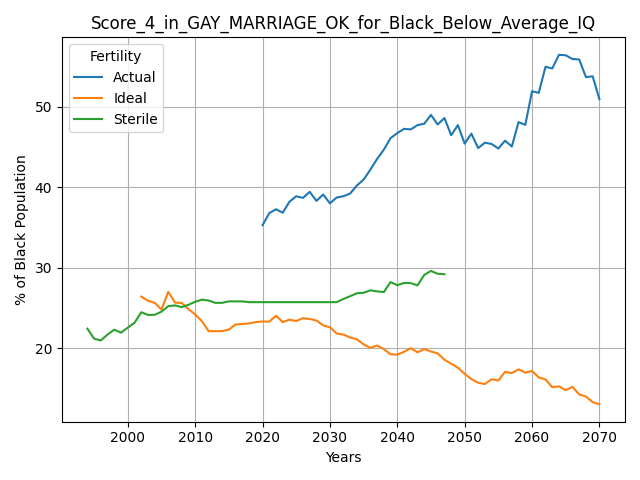 Score_4_in_GAY_MARRIAGE_OK_for_Black_Below_Average_IQ
Fertility
Actual
Ideal
Sterile
% of Black Population
50
40
30
20
2000 2010 2020 2030 2040 2050 2060 2070
Years